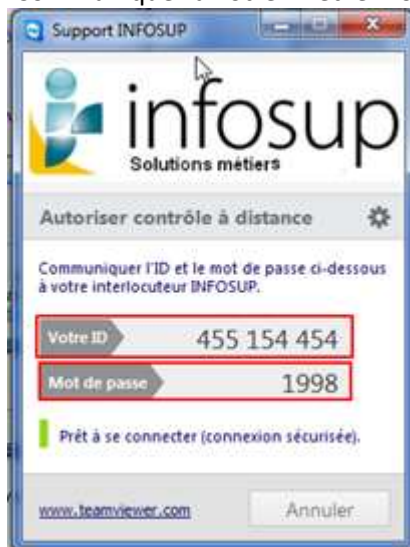 Support INFOSUP
infosup
Solutions métiers
Autoriser contrôle à distance
Communiquer l'ID et le mot de passe ci-dessous
à votre interlocuteur INFOSUP.
Votre ID 455 154 454
Mot de passe 1998
Prêt à se connecter (connexion sécurisée).
www.teamviewer.com Annuler